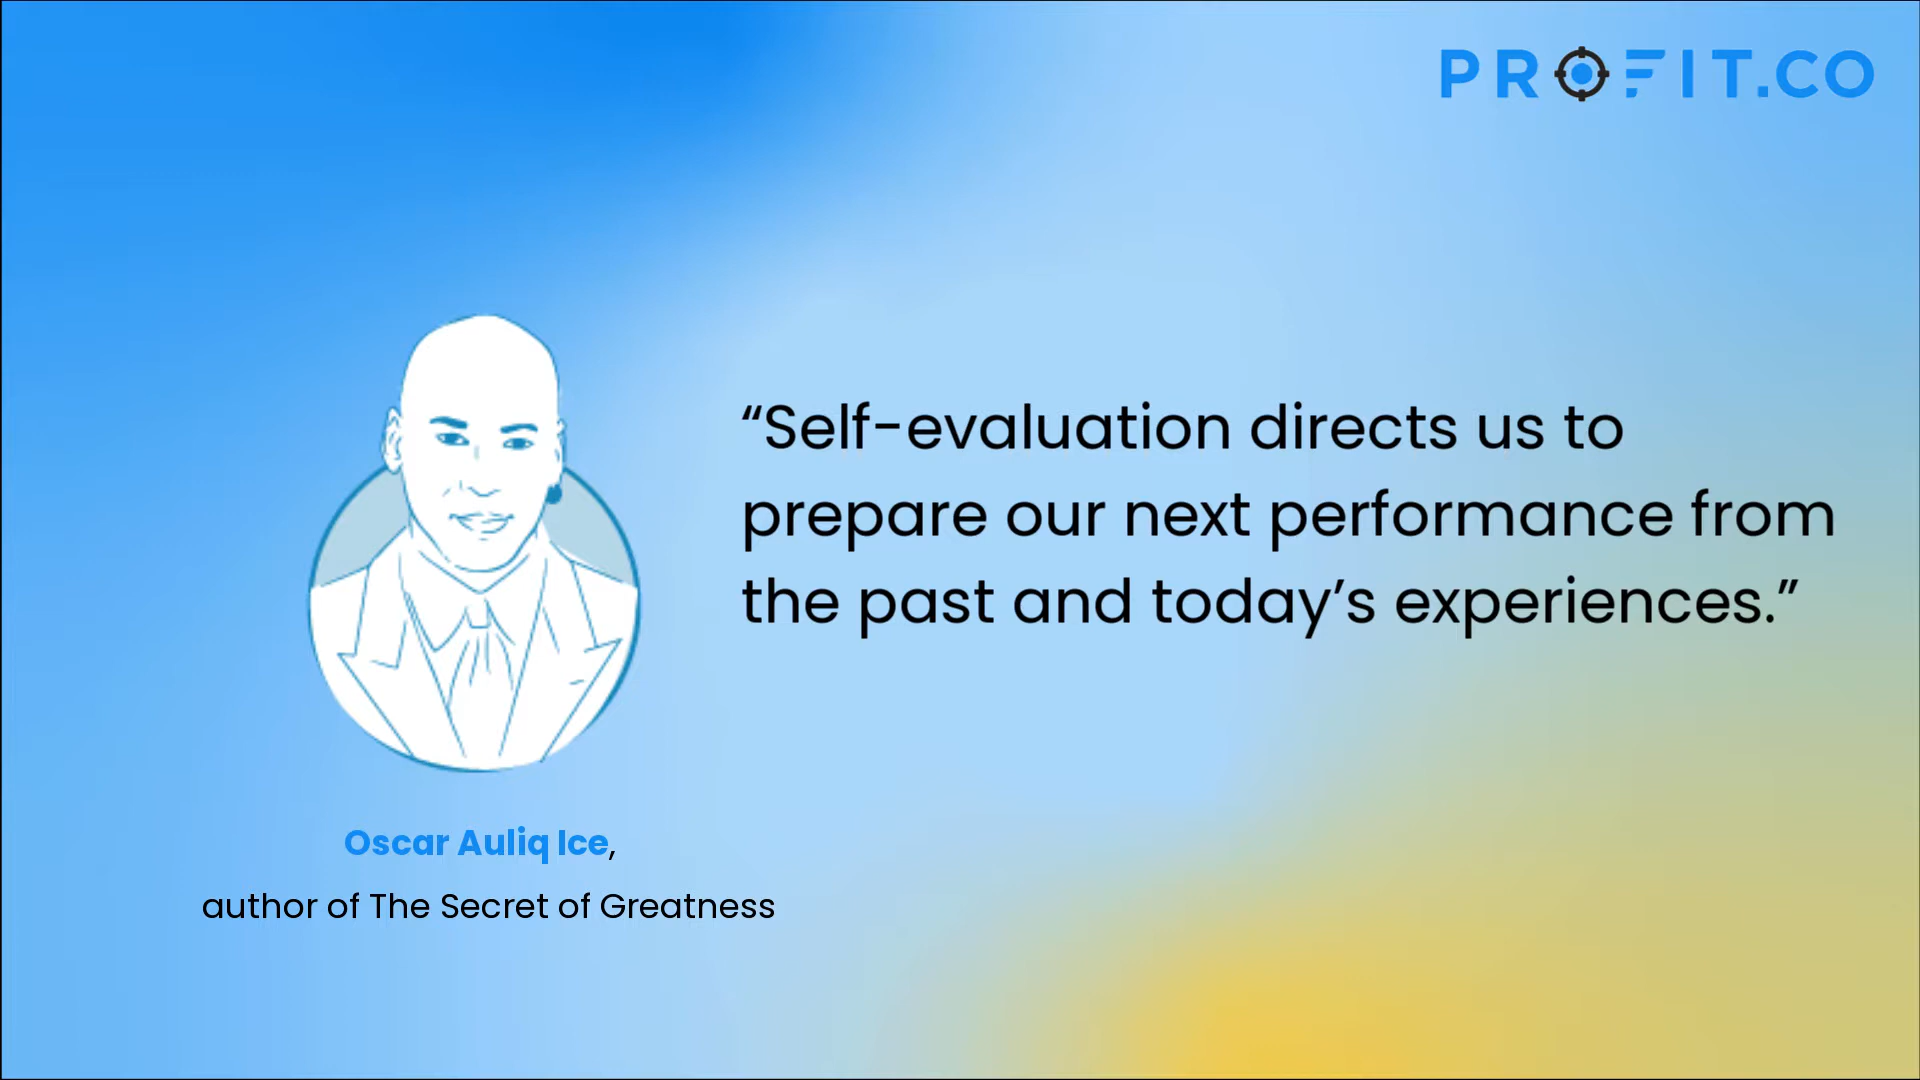 PROFIT.CO
“Self-evaluation directs us to
prepare our next performance from
the past and today’s experiences.”
Oscar Auliq Ice,
author of The Secret of Greatness